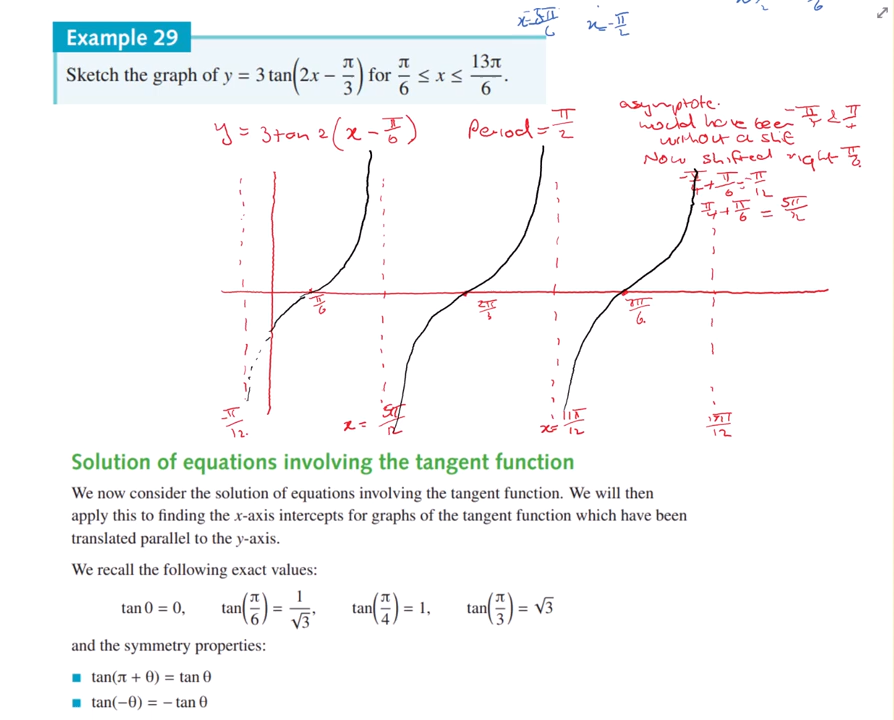 x=-5π/6 x=-π/2
Example 29
Sketch the graph of y = 3 tan(2x − π/3) for π/6 ≤ x ≤ 13π/6.
asymptote.
y = 3tan 2(x − π/6) Period = π/2
would have been -π/4 & π/4
without a
Now shifted right π/6
-π/4 + π/6 = -π/12
π/4 + π/6 = 5π/12
π/6 2π/3 7π/6
-π/12 x = 5π/12 x= 11π/12 17π/12
Solution of equations involving the tangent function
We now consider the solution of equations involving the tangent function. We will then
apply this to finding the x-axis intercepts for graphs of the tangent function which have been
translated parallel to the y-axis.
We recall the following exact values:
tan 0 = 0, tan(π/6) = 1/√3, tan(π/4) = 1, tan(π/3) = √3
and the symmetry properties:
■ tan(π + θ) = tan θ
■ tan(−θ) = − tan θ